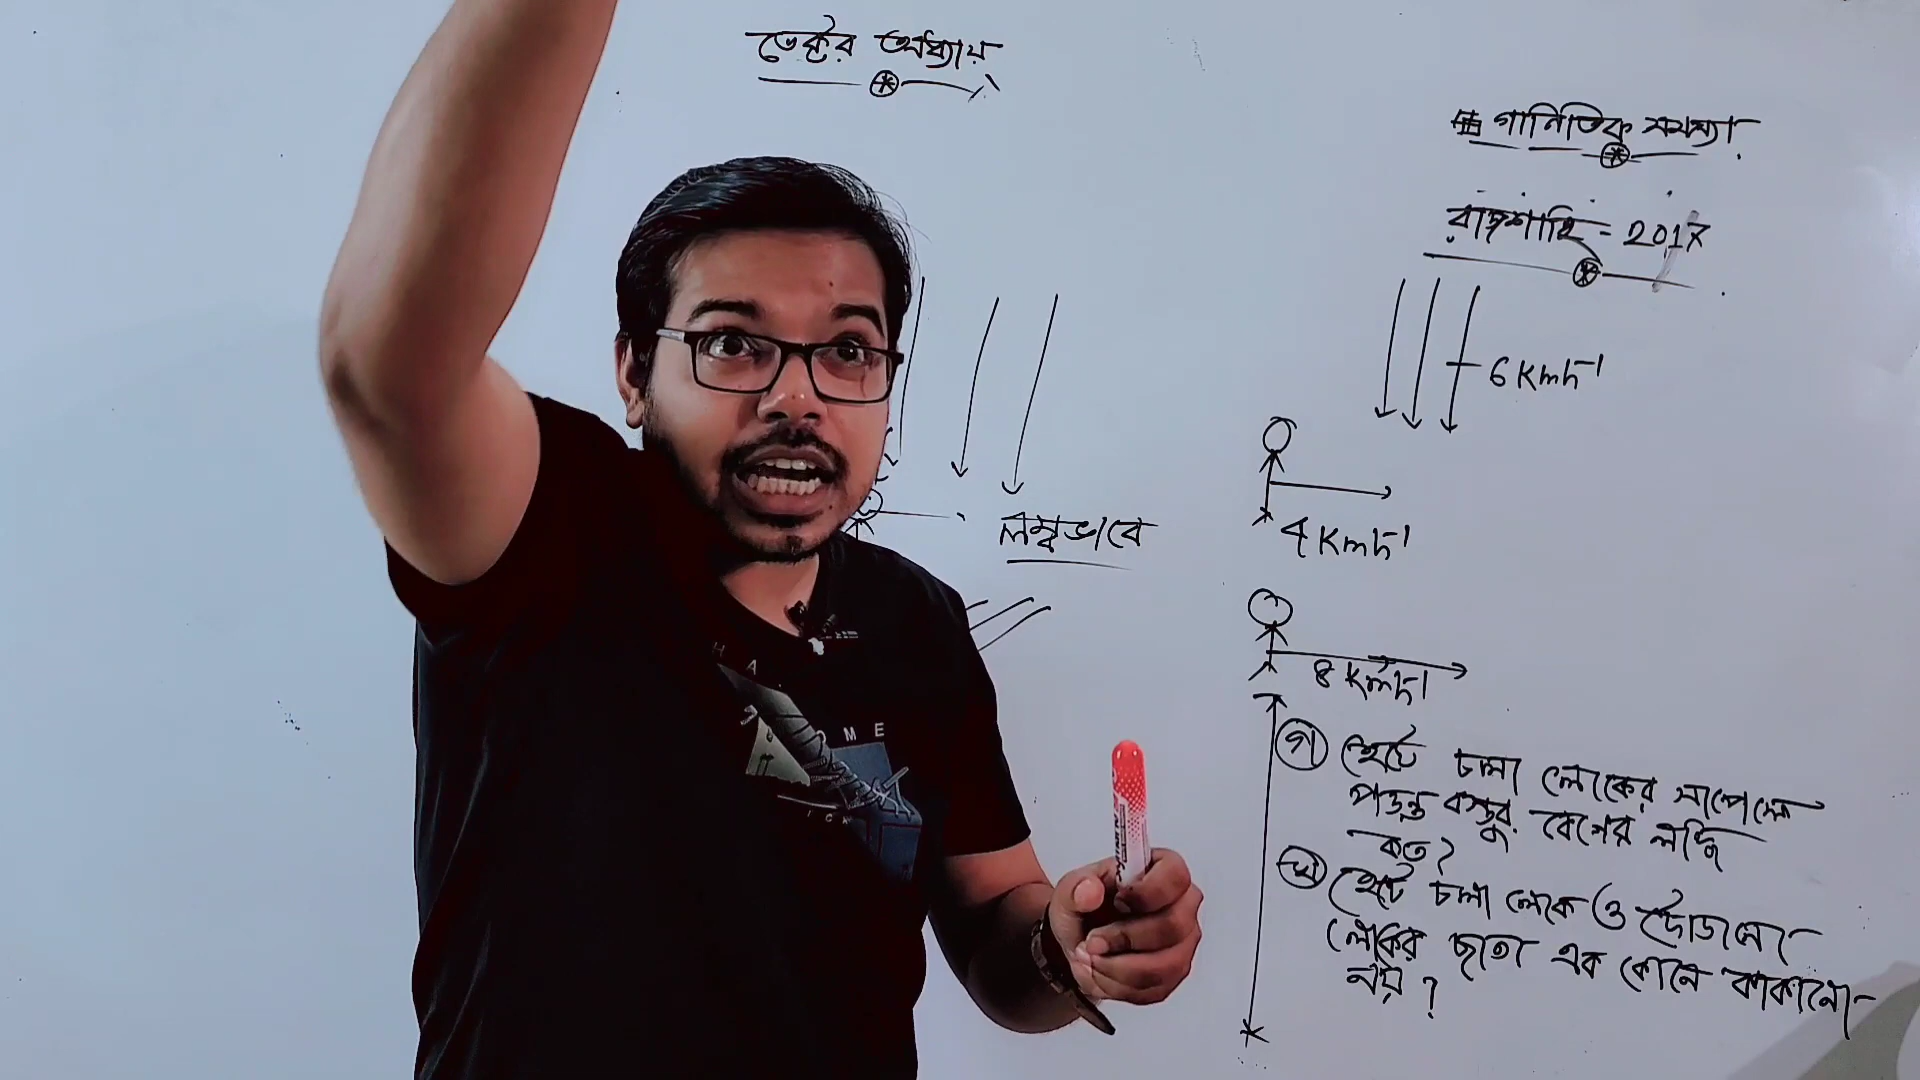 ভেক্টর অধ্যায়
গানিতিক সমস্যা
রাজশাহি - 2017
6 Kmh-1
4 Kmh-1
লম্বভাবে
8 Kmh-1
গ) হেটে চলা লোকের সাপেক্ষে
পড়ন্ত বস্তুর বেগের লব্ধি
কত?
ঘ) হেটে চলা লোক ও দৌড়ানো
লোকের ছাতা এক কোনে বাকানো
নয়?
H A
O M E